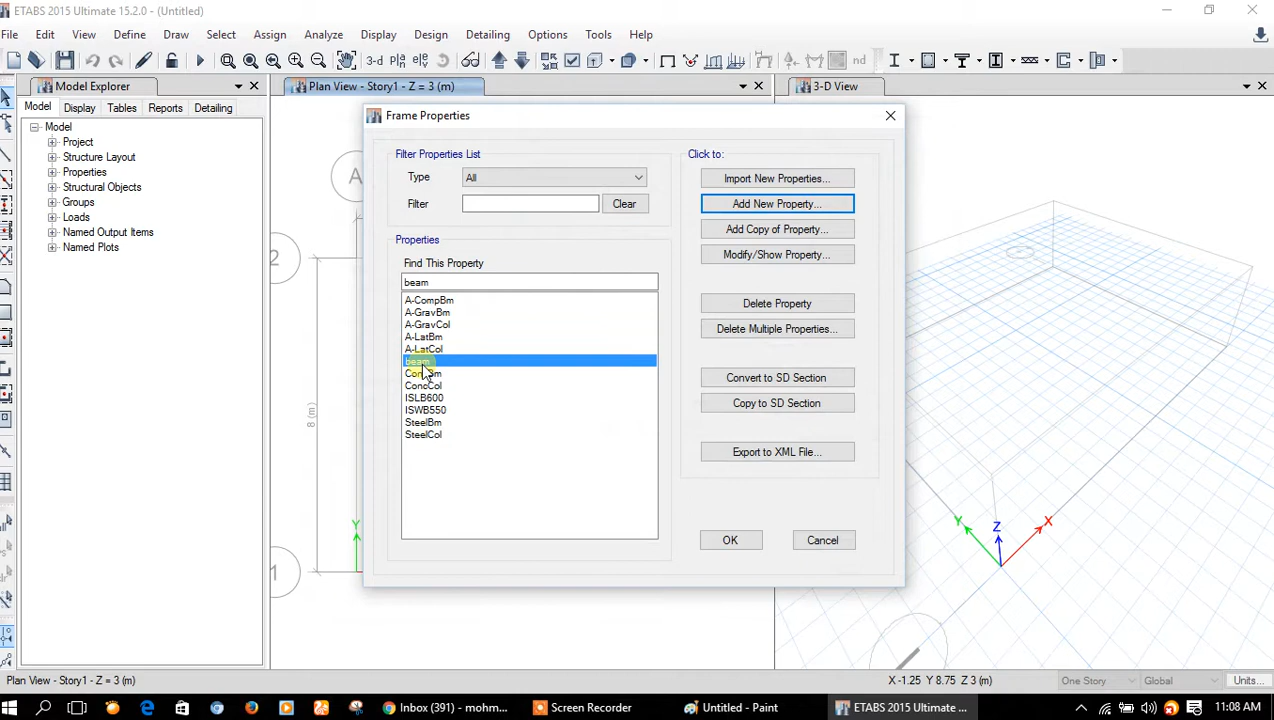 ETABS 2015 Ultimate 15.2.0 - (Untitled)
File Edit View Define Draw Select Assign Analyze Display Design Detailing Options Tools Help
3-D
nd
Model Explorer
Plan View - Story1 - Z = 3 (m)
3-D View
Model Display Tables Reports Detailing
Model
Project
Structure Layout
Properties
Structural Objects
Groups
Loads
Named Output Items
Named Plots
A
2
8 (m)
1
Y
Frame Properties
Filter Properties List
Type All
Filter Clear
Properties
Find This Property
beam
A-CompBm
A-GravBm
A-GravCol
A-LatBm
A-LatCol
beam
ConcBm
ConcCol
ISLB600
ISWB550
SteelBm
SteelCol
Click to:
Import New Properties...
Add New Property...
Add Copy of Property...
Modify/Show Property...
Delete Property
Delete Multiple Properties...
Convert to SD Section
Copy to SD Section
Export to XML File...
OK Cancel
Y Z X
Plan View - Story1 - Z = 3 (m)
X -1.25 Y 8.75 Z 3 (m)
One Story Global Units...
Inbox (391) - mohm...
Screen Recorder
Untitled - Paint
ETABS 2015 Ultimate ...
11:08 AM